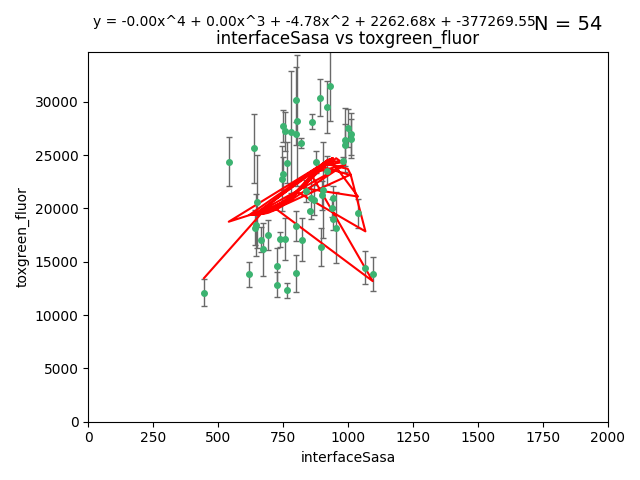 y = -0.00x^4 + 0.00x^3 + -4.78x^2 + 2262.68x + -377269.55
N = 54
interfaceSasa vs toxgreen_fluor
30000
25000
20000
15000
10000
5000
0
toxgreen_fluor
0 250 500 750 1000 1250 1500 1750 2000
interfaceSasa